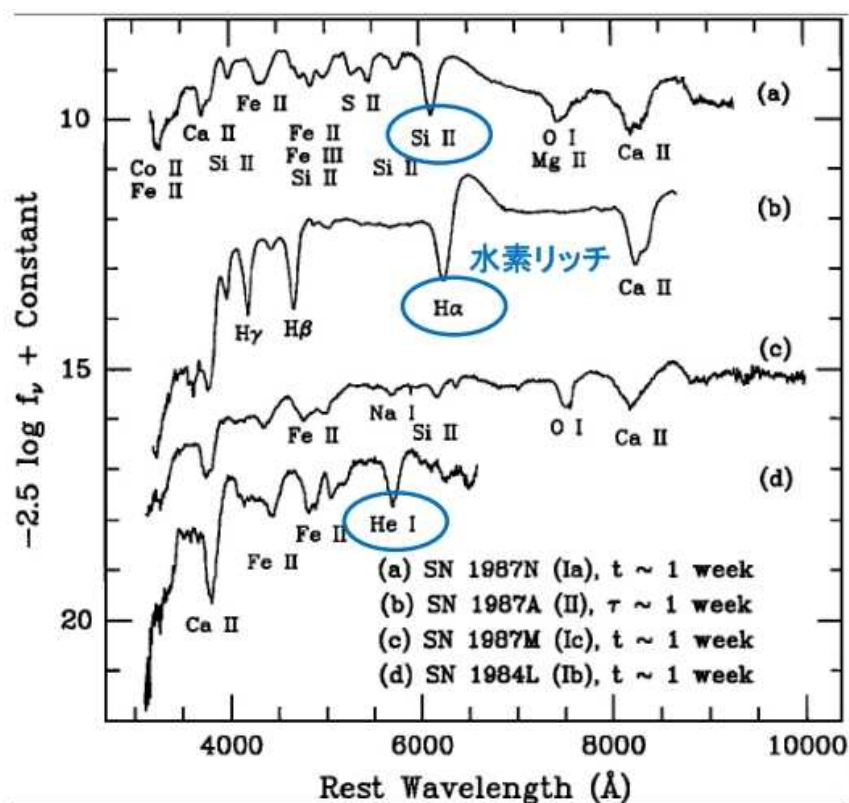 10
15
20
-2.5 log fν + Constant
(a)
Co II
Fe II
Ca II
Si II
Fe II
Fe II
Fe III
Si II
S II
Si II
Si II
O I
Mg II
Ca II
(b)
Hγ
Hβ
水素リッチ
Hα
Ca II
(c)
Fe II
Na I
Si II
O I
Ca II
(d)
Ca II
Fe II
Fe II
He I
(a) SN 1987N (Ia), t ~ 1 week
(b) SN 1987A (II), τ ~ 1 week
(c) SN 1987M (Ic), t ~ 1 week
(d) SN 1984L (Ib), t ~ 1 week
4000
6000
8000
10000
Rest Wavelength (Å)